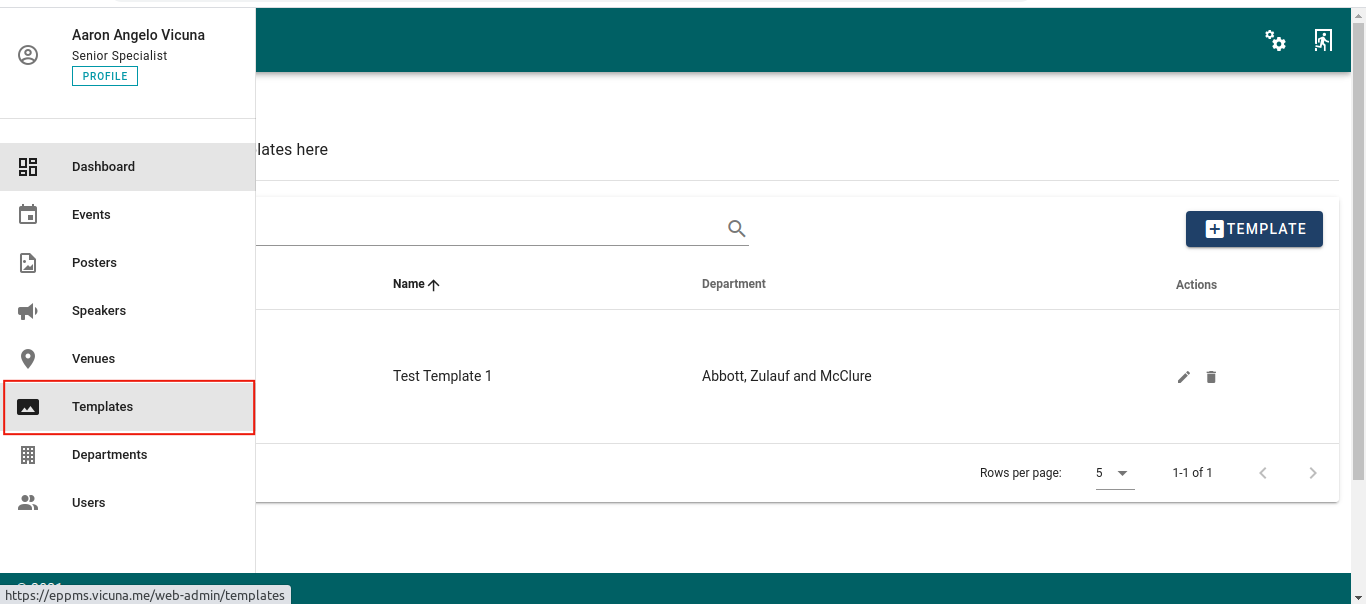 Aaron Angelo Vicuna
Senior Specialist
PROFILE
Dashboard
Events
Posters
Speakers
Venues
Templates
Departments
Users
lates here
TEMPLATE
Name Department Actions
Test Template 1 Abbott, Zulauf and McClure
Rows per page: 5 1-1 of 1
https://eppms.vicuna.me/web-admin/templates